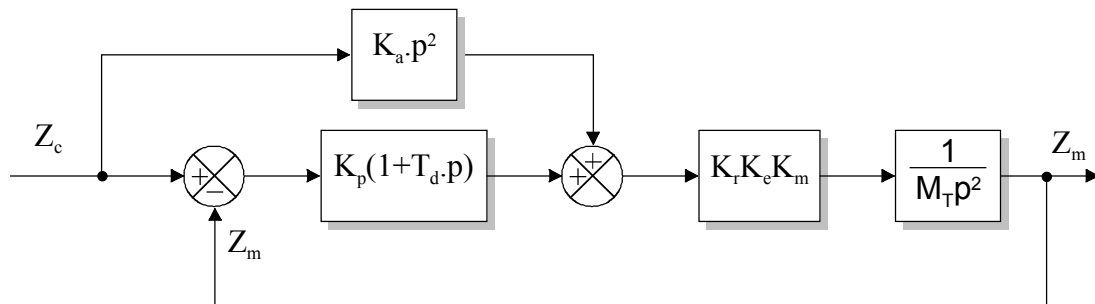 Kₐ.p²
Z_c
Z_m
+
−
K_p(1+T_d.p)
+
+
K_rK_eK_m
1
M_Tp²
Z_m